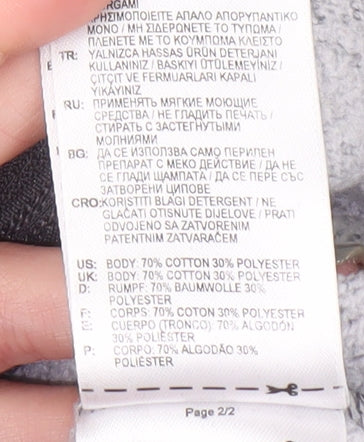 ΧΡΗΣΙΜΟΠΟΙΕΙΤΕ ΑΠΑΛΟ ΑΠΟΡΥΠΑΝΤΙΚΟ
ΜΟΝΟ / ΜΗ ΣΙΔΕΡΩΝΕΤΕ ΤΟ ΤΥΠΩΜΑ /
ΠΛΕΝΕΤΕ ΜΕ ΤΟ ΚΟΥΜΠΩΜΑ ΚΛΕΙΣΤΟ
TR: YALNIZCA HASSAS ÜRÜN DETERJANI
KULLANINIZ / BASKIYI ÜTÜLEMEYİNİZ /
ÇITÇIT VE FERMUARLARI KAPALI
YIKAYINIZ
RU: ПРИМЕНЯТЬ МЯГКИЕ МОЮЩИЕ
СРЕДСТВА / НЕ ГЛАДИТЬ ПЕЧАТЬ /
СТИРАТЬ С ЗАСТЕГНУТЫМИ
МОЛНИЯМИ
BG: ДА СЕ ИЗПОЛЗВА САМО ПЕРИЛЕН
ПРЕПАРАТ С МЕКО ДЕЙСТВИЕ / ДА НЕ
СЕ ГЛАДИ ЩАМПАТА / ДА СЕ ПЕРЕ СЪС
ЗАТВОРЕНИ ЦИПОВЕ
CRO: KORISTITI BLAGI DETERGENT / NE
GLAČATI OTISNUTE DIJELOVE / PRATI
ODVOJENO SA ZATVORENIM
PATENTNIM ZATVARAČEM
US: BODY: 70% COTTON 30% POLYESTER
UK: BODY: 70% COTTON 30% POLYESTER
D: RUMPF: 70% BAUMWOLLE 30%
POLYESTER
F: CORPS: 70% COTON 30% POLYESTER
E: CUERPO (TRONCO): 70% ALGODÓN
30% POLIÉSTER
P: CORPO: 70% ALGODÃO 30%
POLIÉSTER
Page 2/2